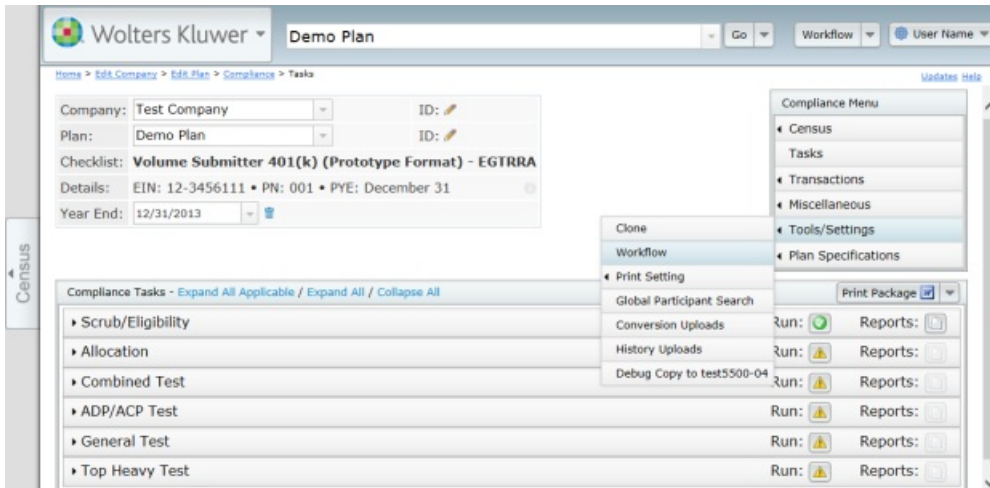 Wolters Kluwer
Demo Plan
Go
Workflow
User Name
Home > Edit Company > Edit Plan > Compliance > Tasks
Updates Help
Company: Test Company ID:
Plan: Demo Plan ID:
Checklist: Volume Submitter 401(k) (Prototype Format) - EGTRRA
Details: EIN: 12-3456111 • PN: 001 • PYE: December 31
Year End: 12/31/2013
Compliance Menu
Census
Tasks
Transactions
Miscellaneous
Tools/Settings
Plan Specifications
Clone
Workflow
Print Setting
Global Participant Search
Conversion Uploads
History Uploads
Debug Copy to test5500-04
Census
Compliance Tasks - Expand All Applicable / Expand All / Collapse All
Print Package
Scrub/Eligibility Run: Reports:
Allocation Run: Reports:
Combined Test Run: Reports:
ADP/ACP Test Run: Reports:
General Test Run: Reports:
Top Heavy Test Run: Reports: